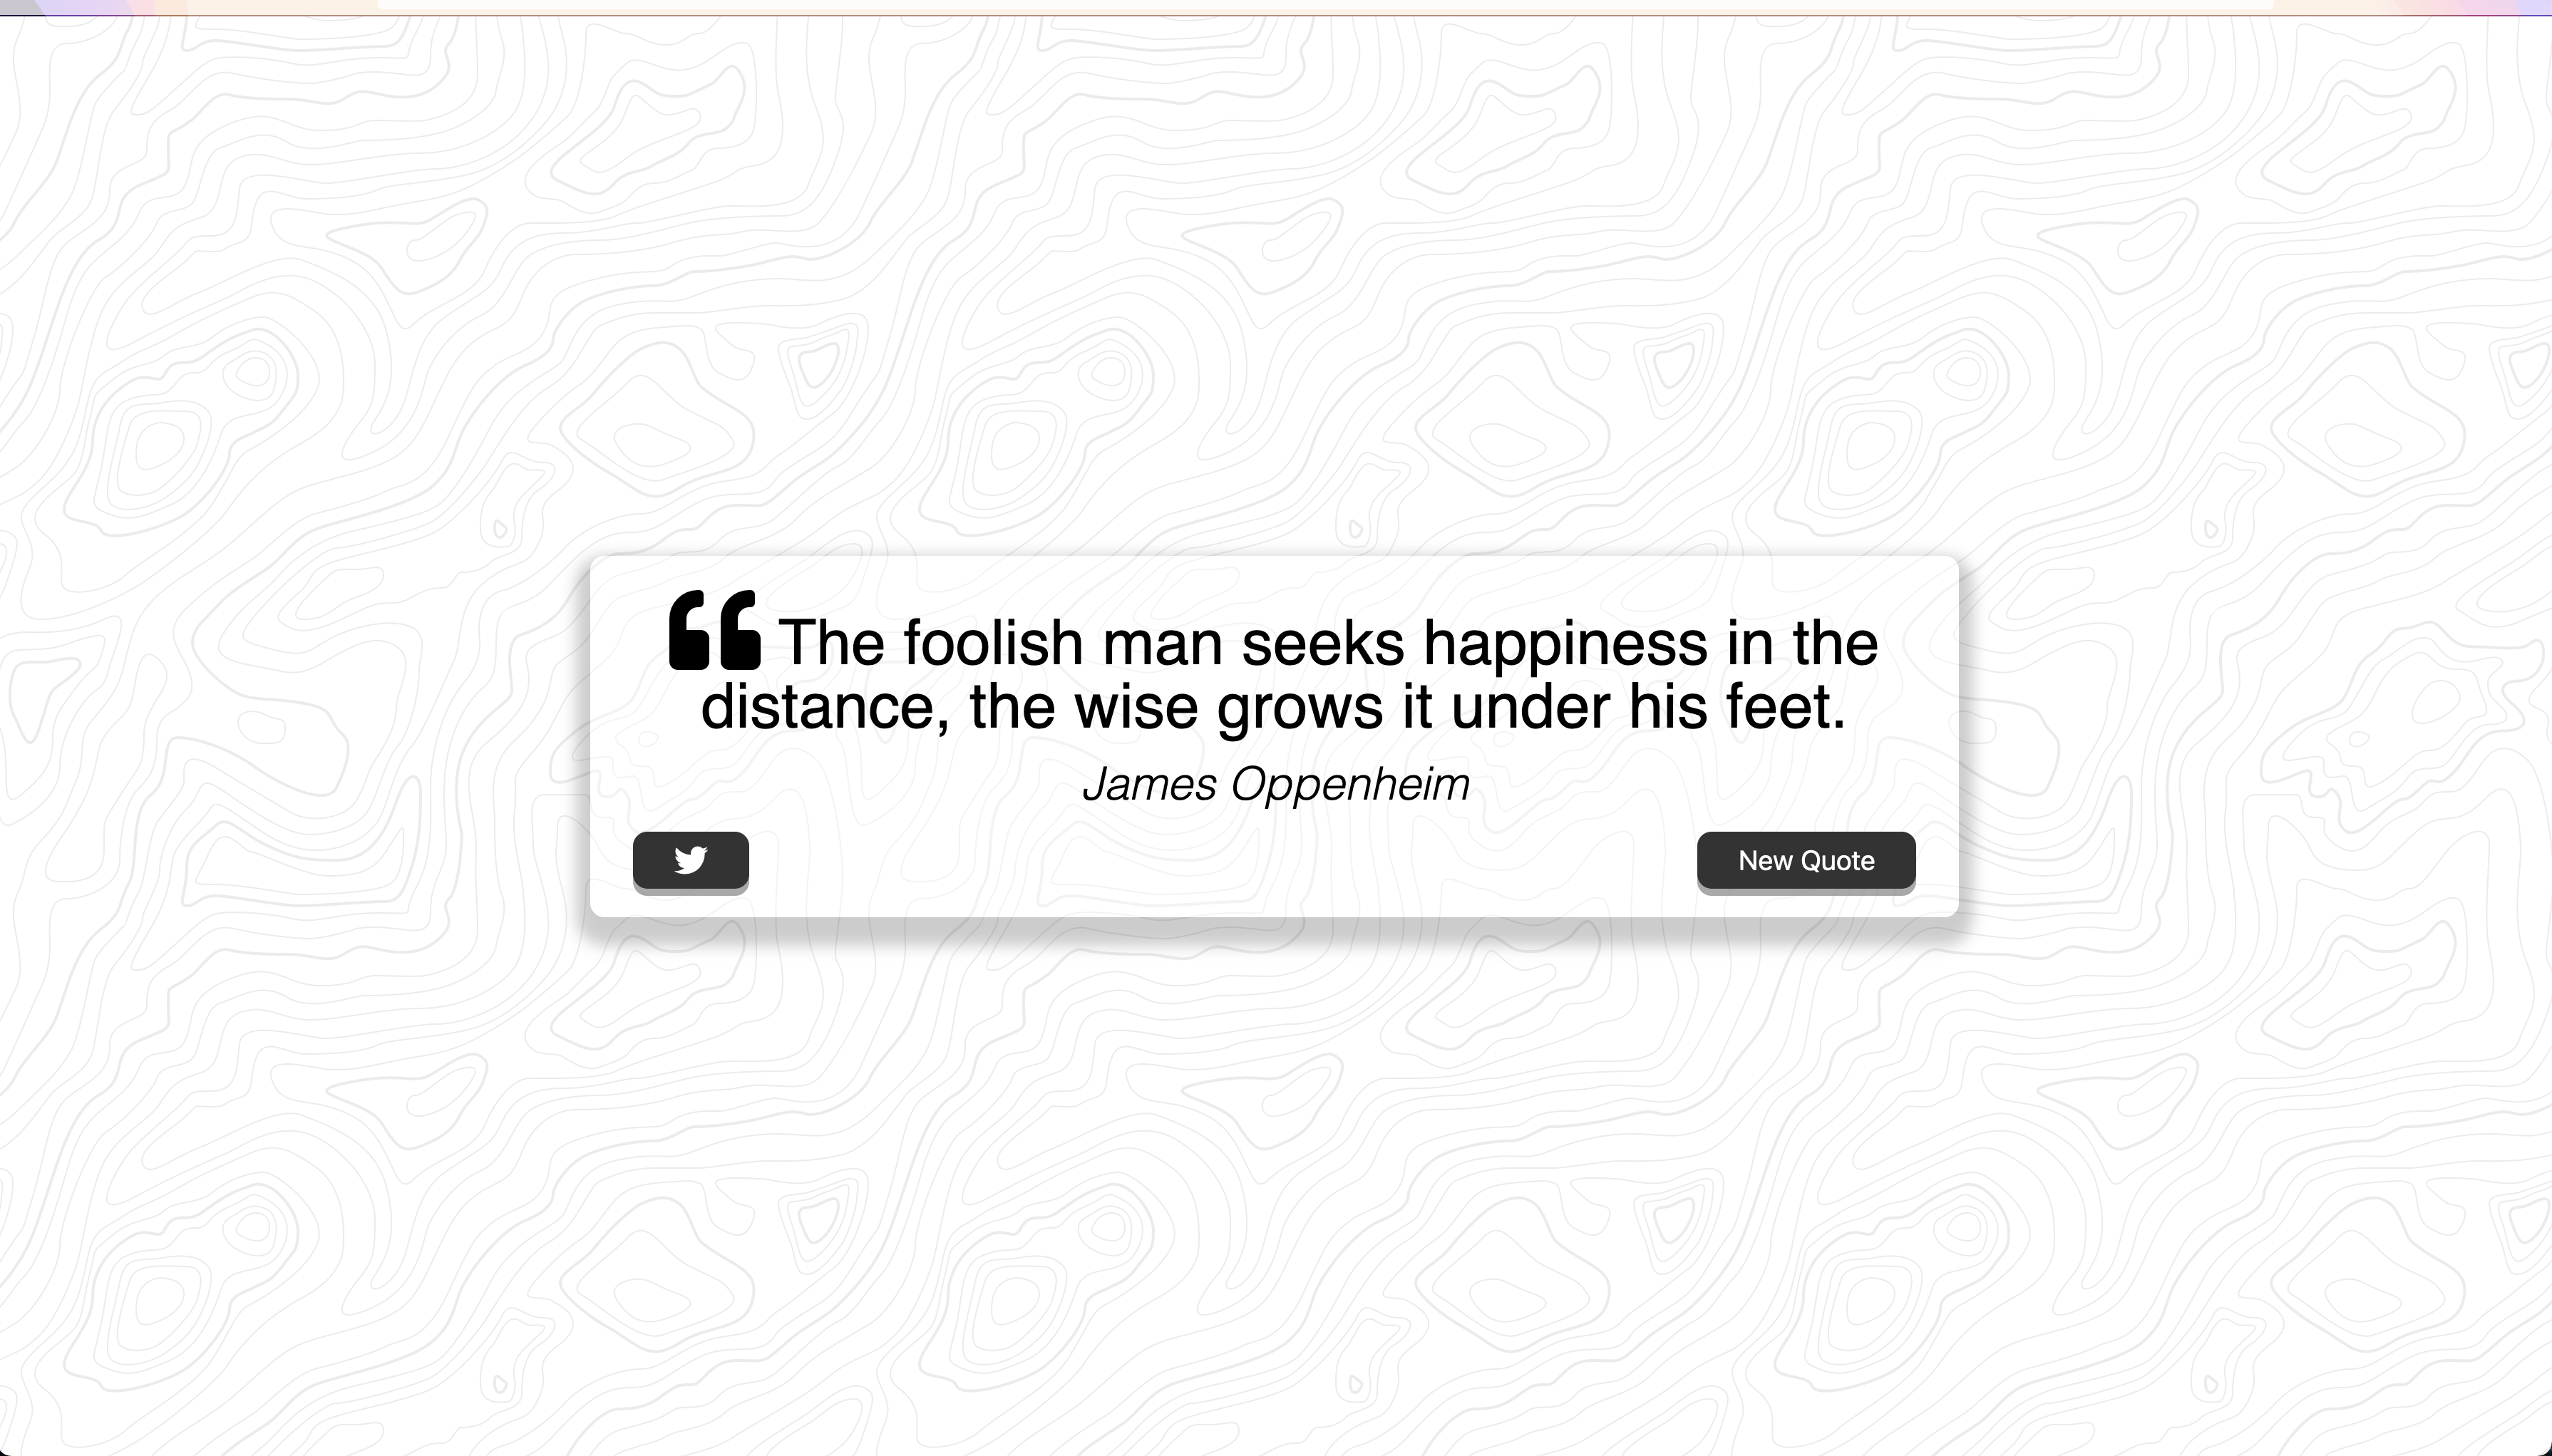 The foolish man seeks happiness in the
distance, the wise grows it under his feet.
James Oppenheim
New Quote